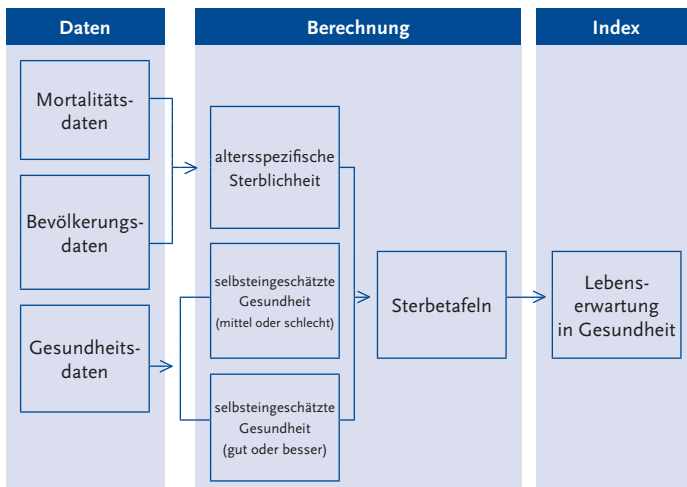 Daten
Berechnung
Index
Mortalitäts-
daten
Bevölkerungs-
daten
Gesundheits-
daten
altersspezifische
Sterblichkeit
selbsteingeschätzte
Gesundheit
(mittel oder schlecht)
selbsteingeschätzte
Gesundheit
(gut oder besser)
Sterbetafeln
Lebens-
erwartung
in Gesundheit